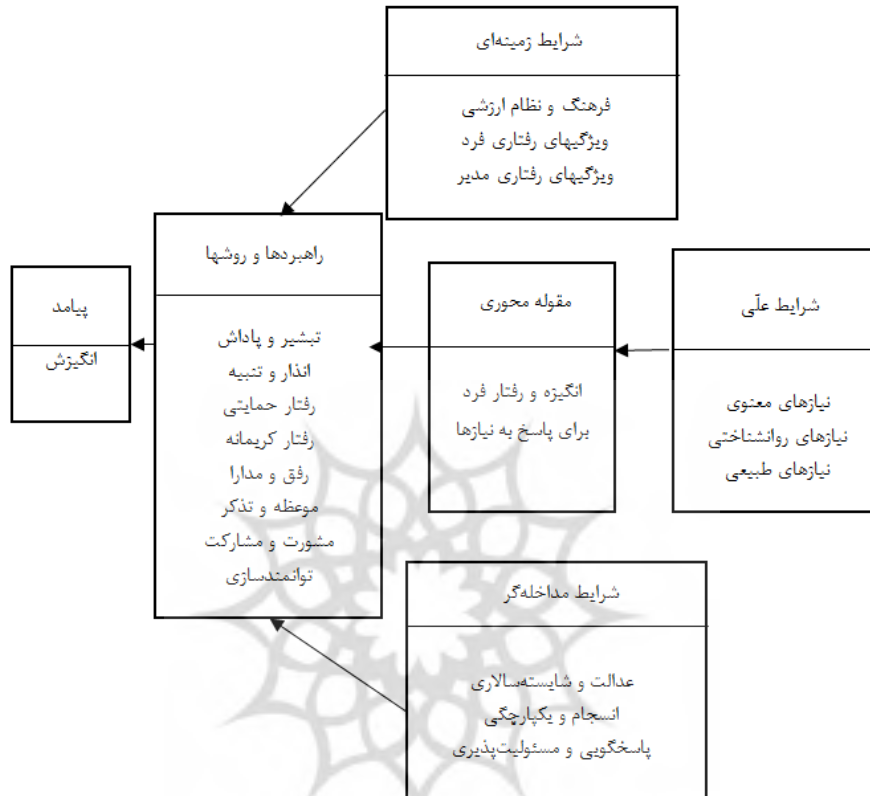 شرایط زمینه‌ای
فرهنگ و نظام ارزشی
ویژگیهای رفتاری فرد
ویژگیهای رفتاری مدیر
شرایط علّی
نیازهای معنوی
نیازهای روانشناختی
نیازهای طبیعی
مقوله محوری
انگیزه و رفتار فرد
برای پاسخ به نیازها
راهبردها و روشها
تبشیر و پاداش
انذار و تنبیه
رفتار حمایتی
رفتار کریمانه
رفق و مدارا
موعظه و تذکر
مشورت و مشارکت
توانمندسازی
پیامد
انگیزش
شرایط مداخله‌گر
عدالت و شایسته‌سالاری
انسجام و یکپارچگی
پاسخگویی و مسئولیت‌پذیری